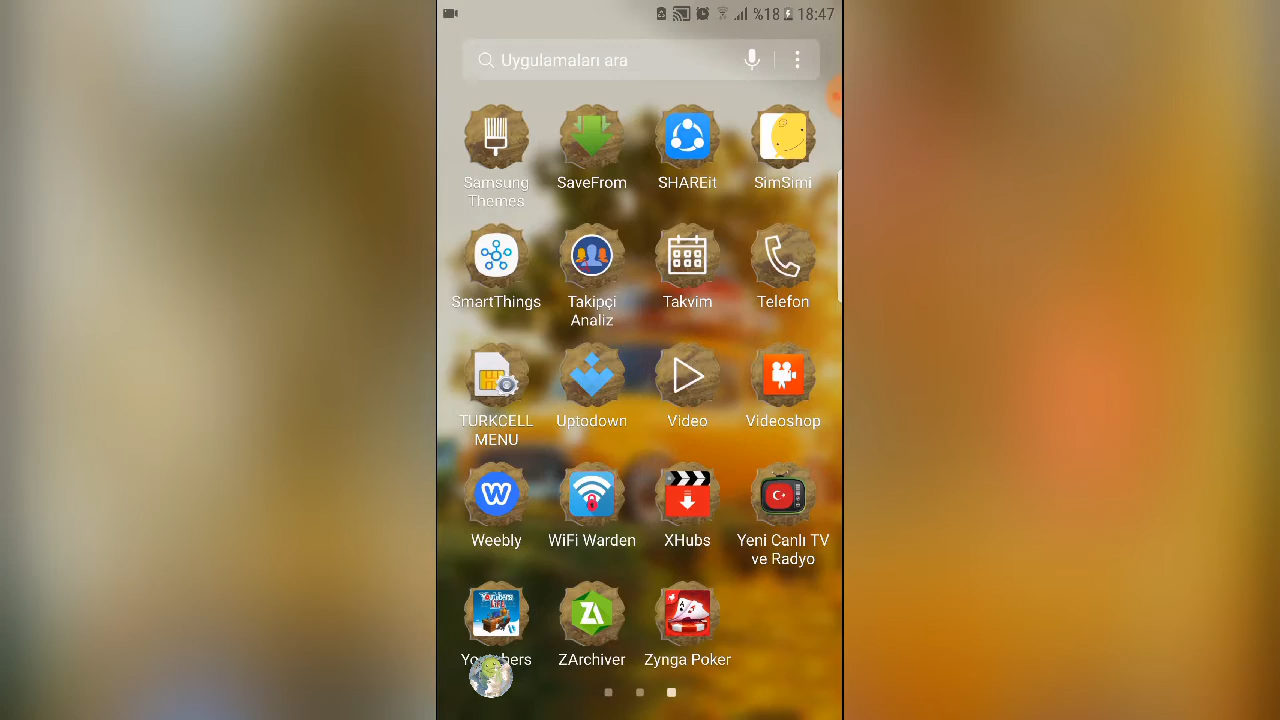 %18 18:47
Uygulamaları ara
Samsung Themes
SaveFrom
SHAREit
SimSimi
SmartThings
Takipçi Analiz
Takvim
Telefon
TURKCELL MENU
Uptodown
Video
Videoshop
Weebly
WiFi Warden
XHubs
Yeni Canlı TV ve Radyo
ZArchiver
Zynga Poker